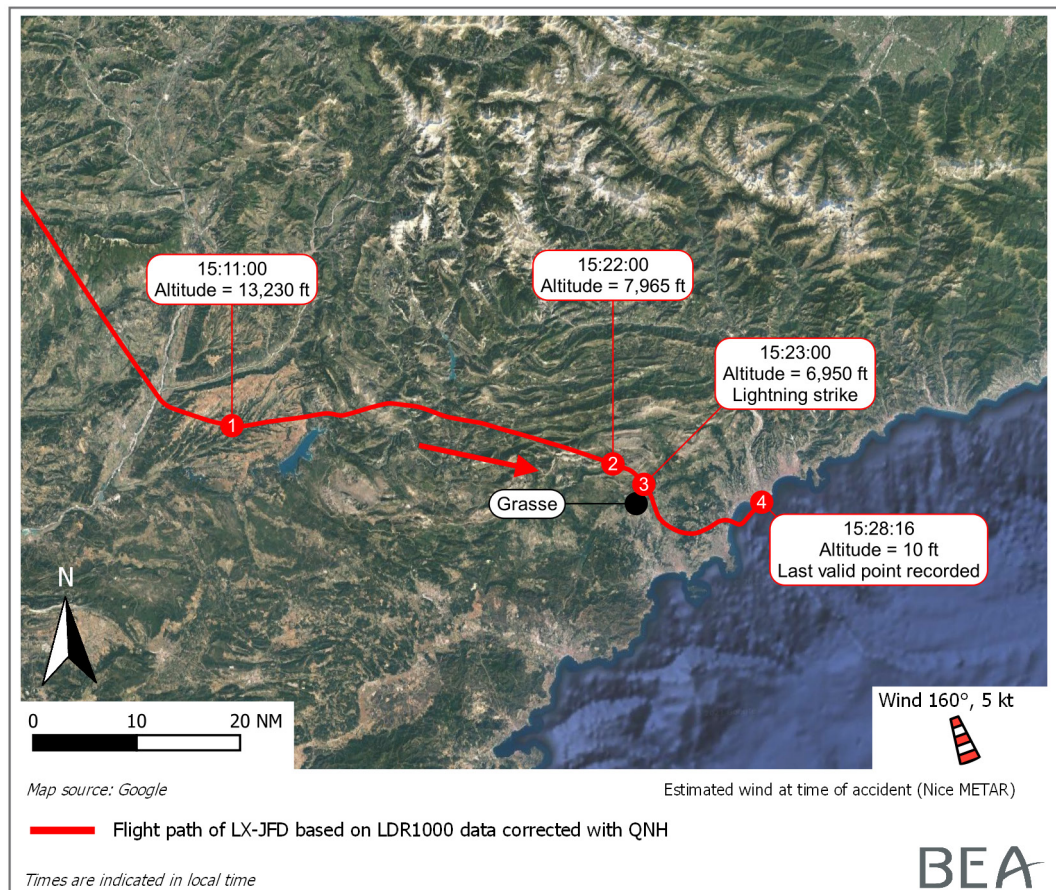 15:11:00
Altitude = 13,230 ft
15:22:00
Altitude = 7,965 ft
15:23:00
Altitude = 6,950 ft
Lightning strike
1
2
3
4
Grasse
15:28:16
Altitude = 10 ft
Last valid point recorded
N
0 10 20 NM
Wind 160°, 5 kt
Map source: Google
Estimated wind at time of accident (Nice METAR)
Flight path of LX-JFD based on LDR1000 data corrected with QNH
Times are indicated in local time
BEA